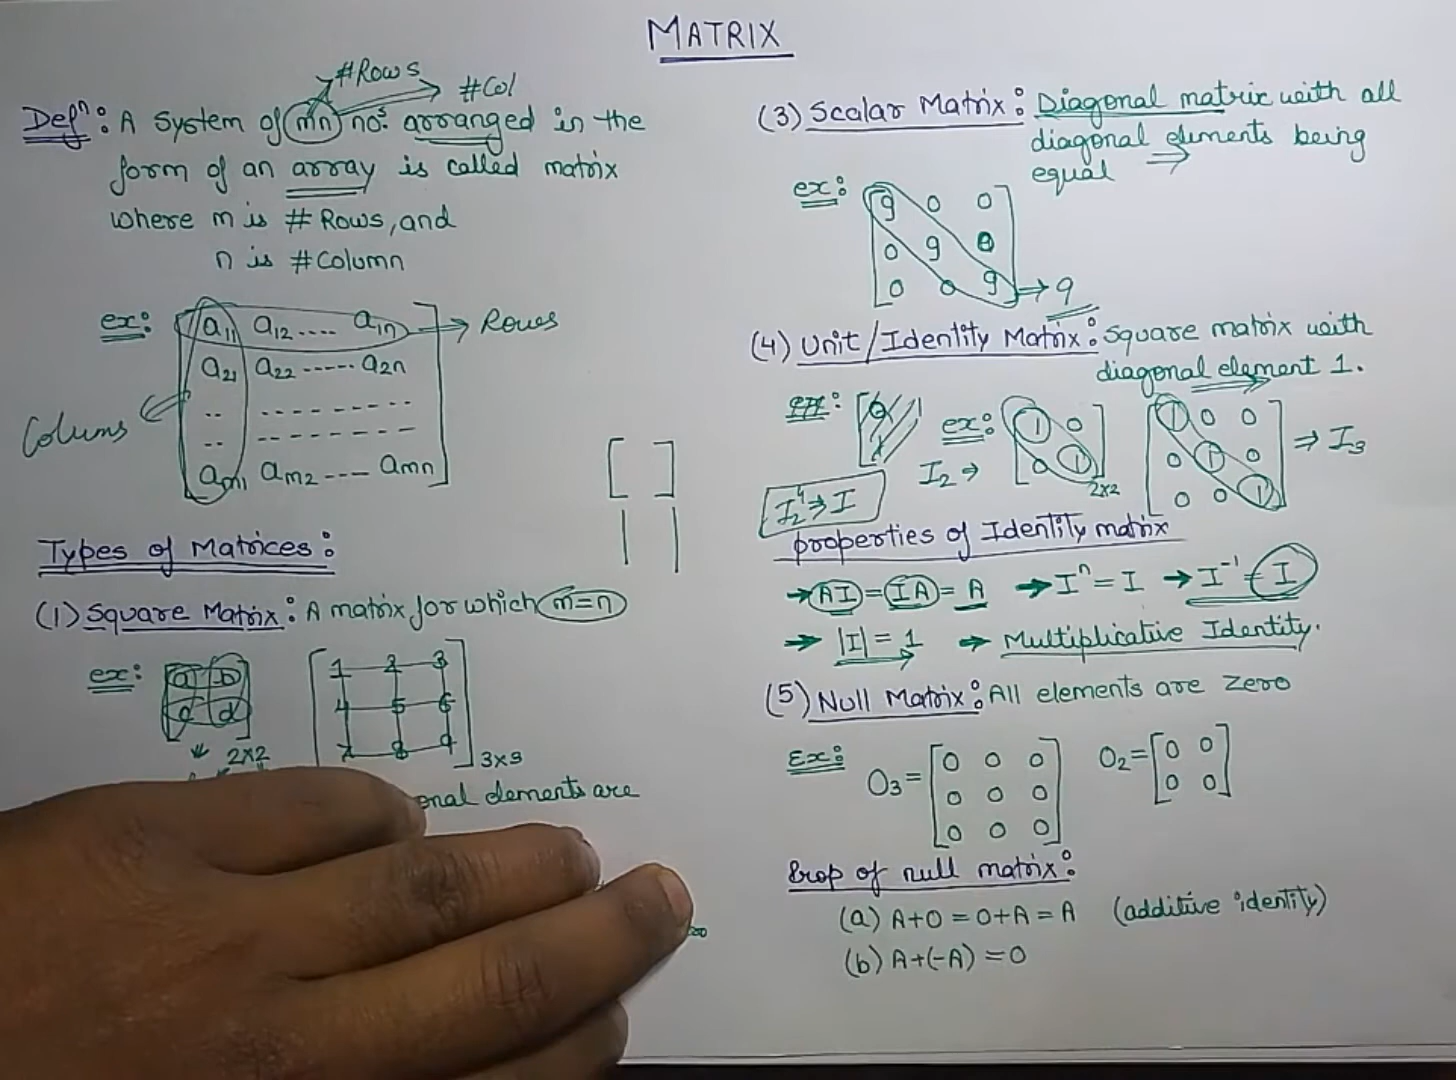 MATRIX
#Rows
#Col
Defⁿ: A System of mn no.s arranged in the
form of an array is called matrix
where m is # Rows, and
n is #Column
ex: [ a11 a12 .... a1n ] → Rows
a21 a22 ----- a2n
.. ---------
.. ---------
am1 am2 ---- amn
Colums
Types of Matrices:
(1) Square Matrix: A matrix for which m=n
ex: [ a b
c d ] 2x2
[ 1 2 3
4 5 6
7 8 9 ] 3x3
onal elements are
(3) Scalar Matrix: Diagonal matrix with all
diagonal elements being
equal
ex: [ 9 0 0
0 9 0
0 0 9 ] → 9
(4) Unit/Identity Matrix: Square matrix with
diagonal element 1.
ex: I2 → [ 1 0
0 1 ] 2x2
[ 1 0 0
0 1 0
0 0 1 ] ⇒ I3
I2⁴ ⇒ I
properties of Identity matrix
→ AI = IA = A → Iⁿ = I → I⁻¹ = I
→ |I| = 1 → Multiplicative Identity.
(5) Null Matrix: All elements are Zero
Ex: O3 = [ 0 0 0
0 0 0
0 0 0 ]
O2 = [ 0 0
0 0 ]
Prop of null matrix:
(a) A+0 = 0+A = A (additive identity)
(b) A+(-A) = 0